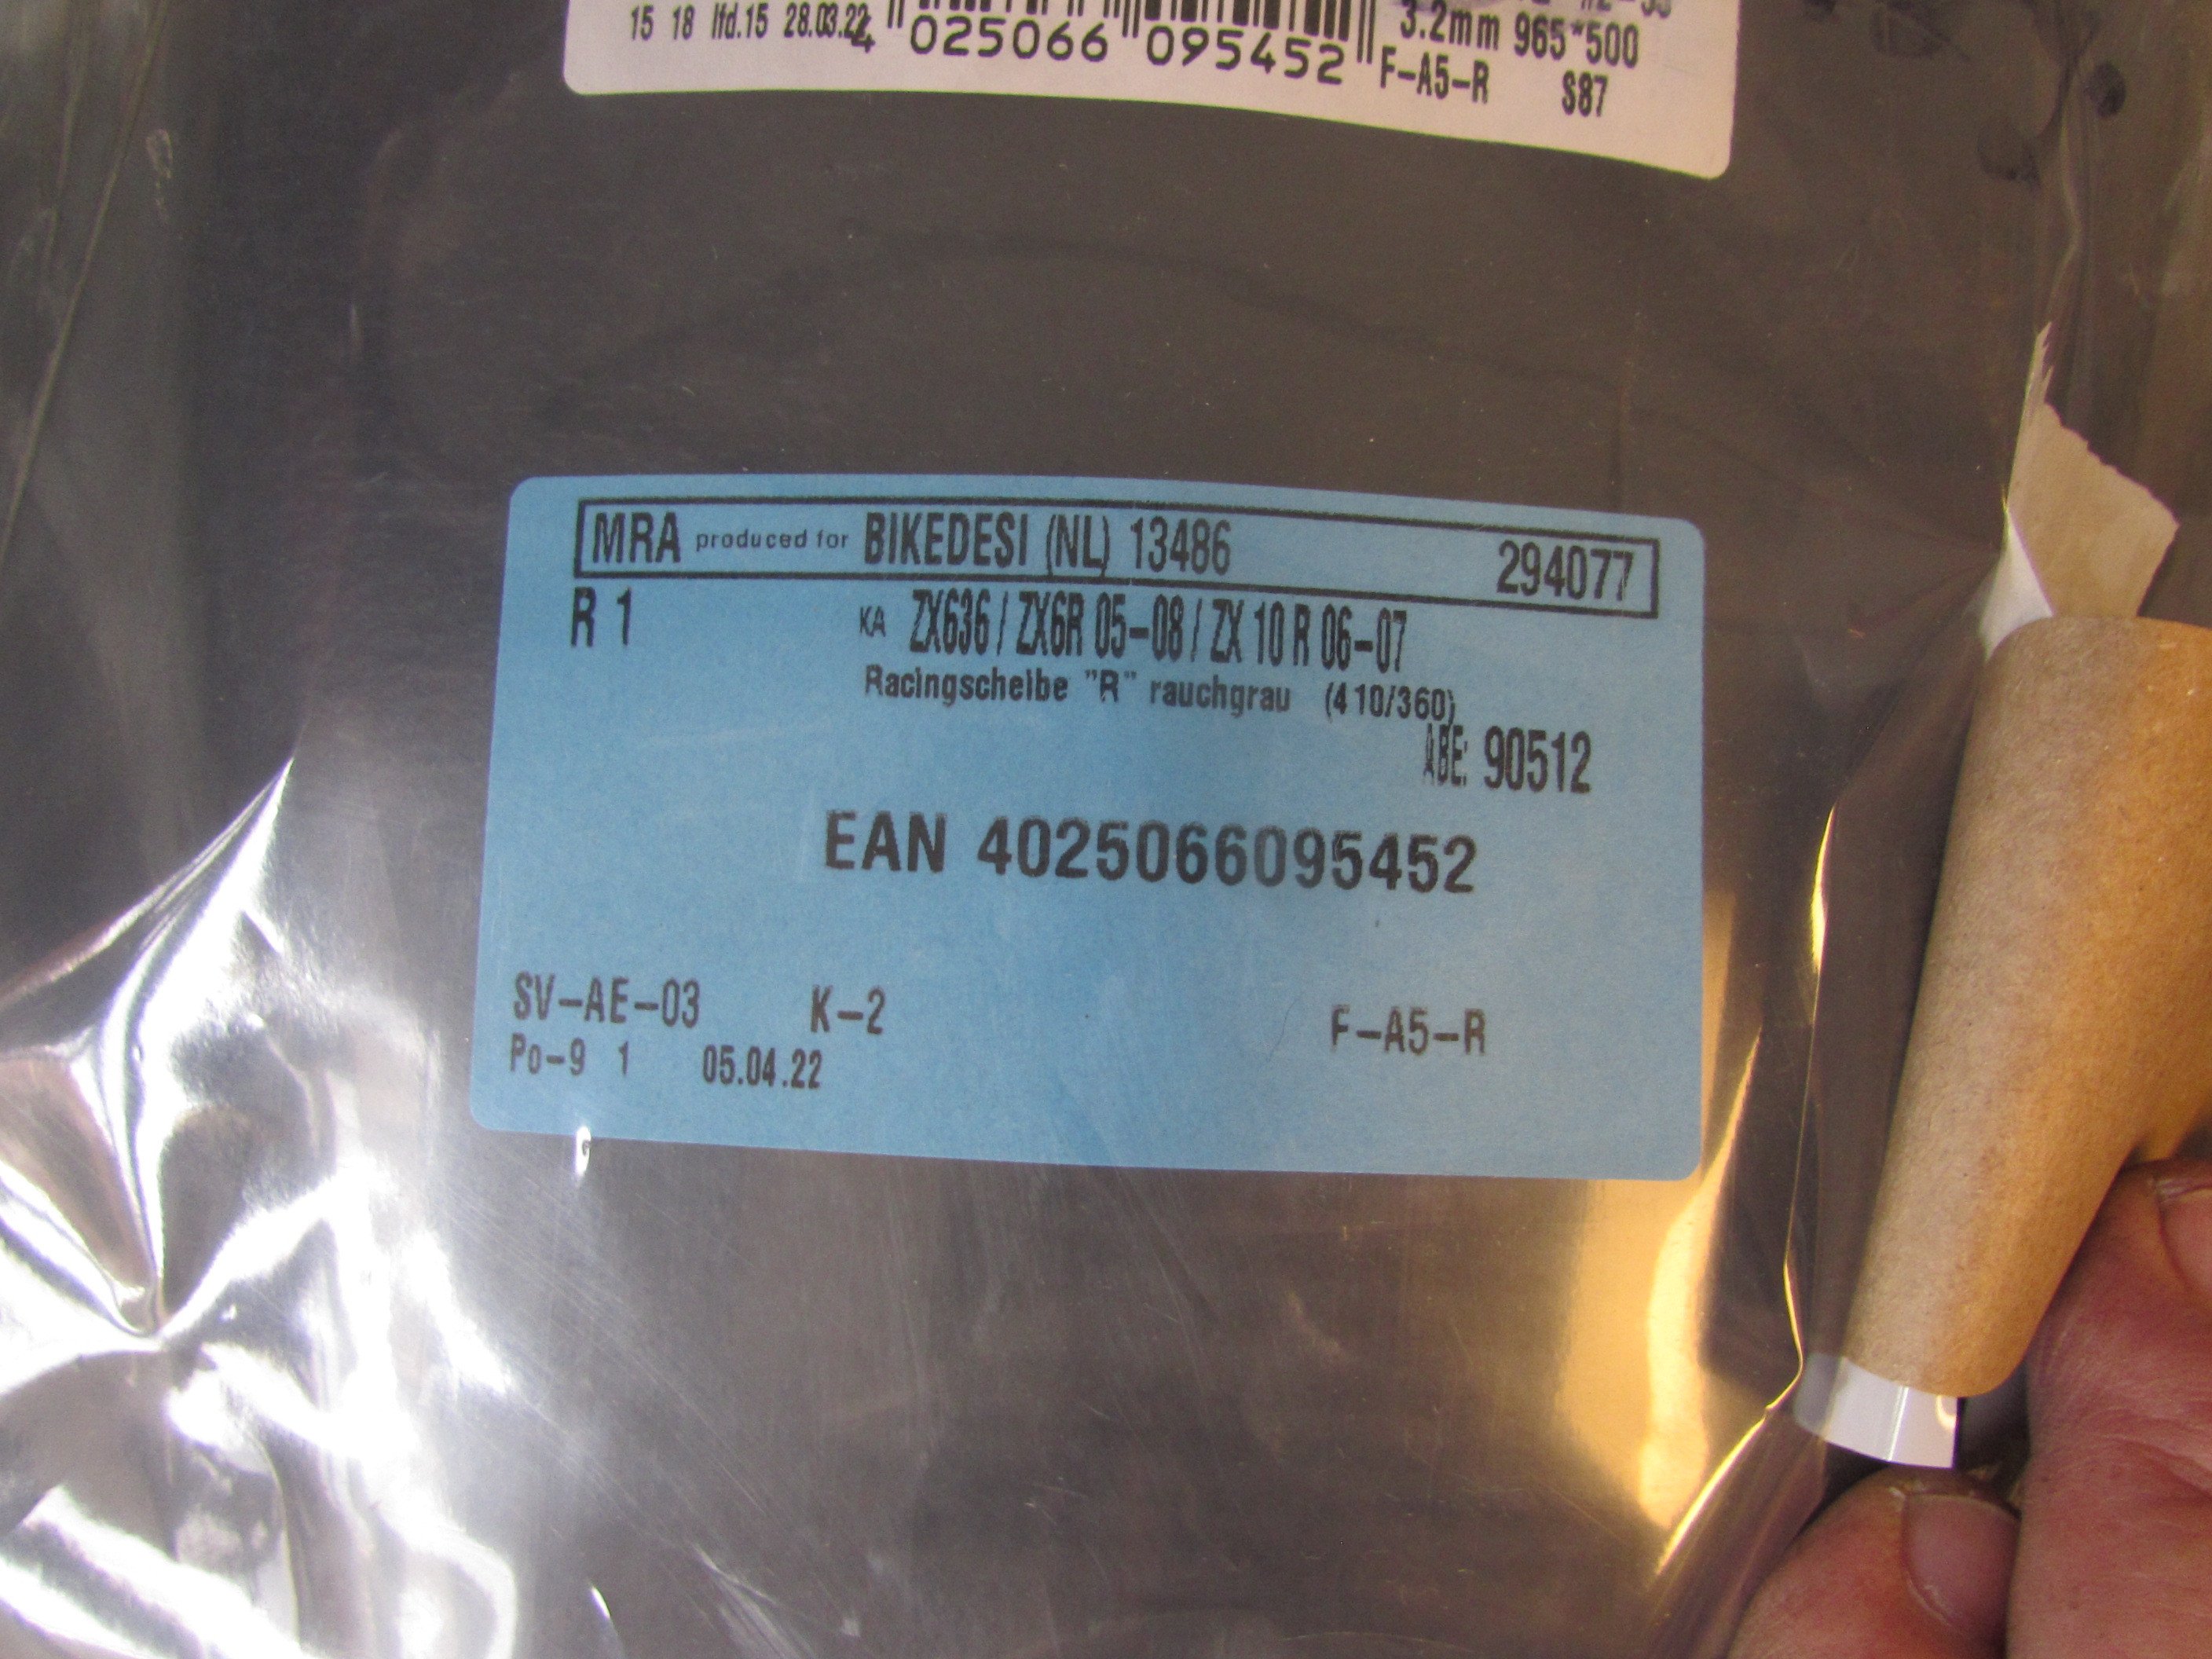 3.2mm 965*500
15 18 lfd.15 28.03.22
4 025066 095452
F-A5-R S87
MRA produced for BIKEDESI (NL) 13486 294077
R 1 KA ZX636 / ZX6R 05-08 / ZX 10 R 06-07
Racingscheibe "R" rauchgrau (410/360)
ABE: 90512
EAN 4025066095452
SV-AE-03 K-2 F-A5-R
Po-9 1 05.04.22